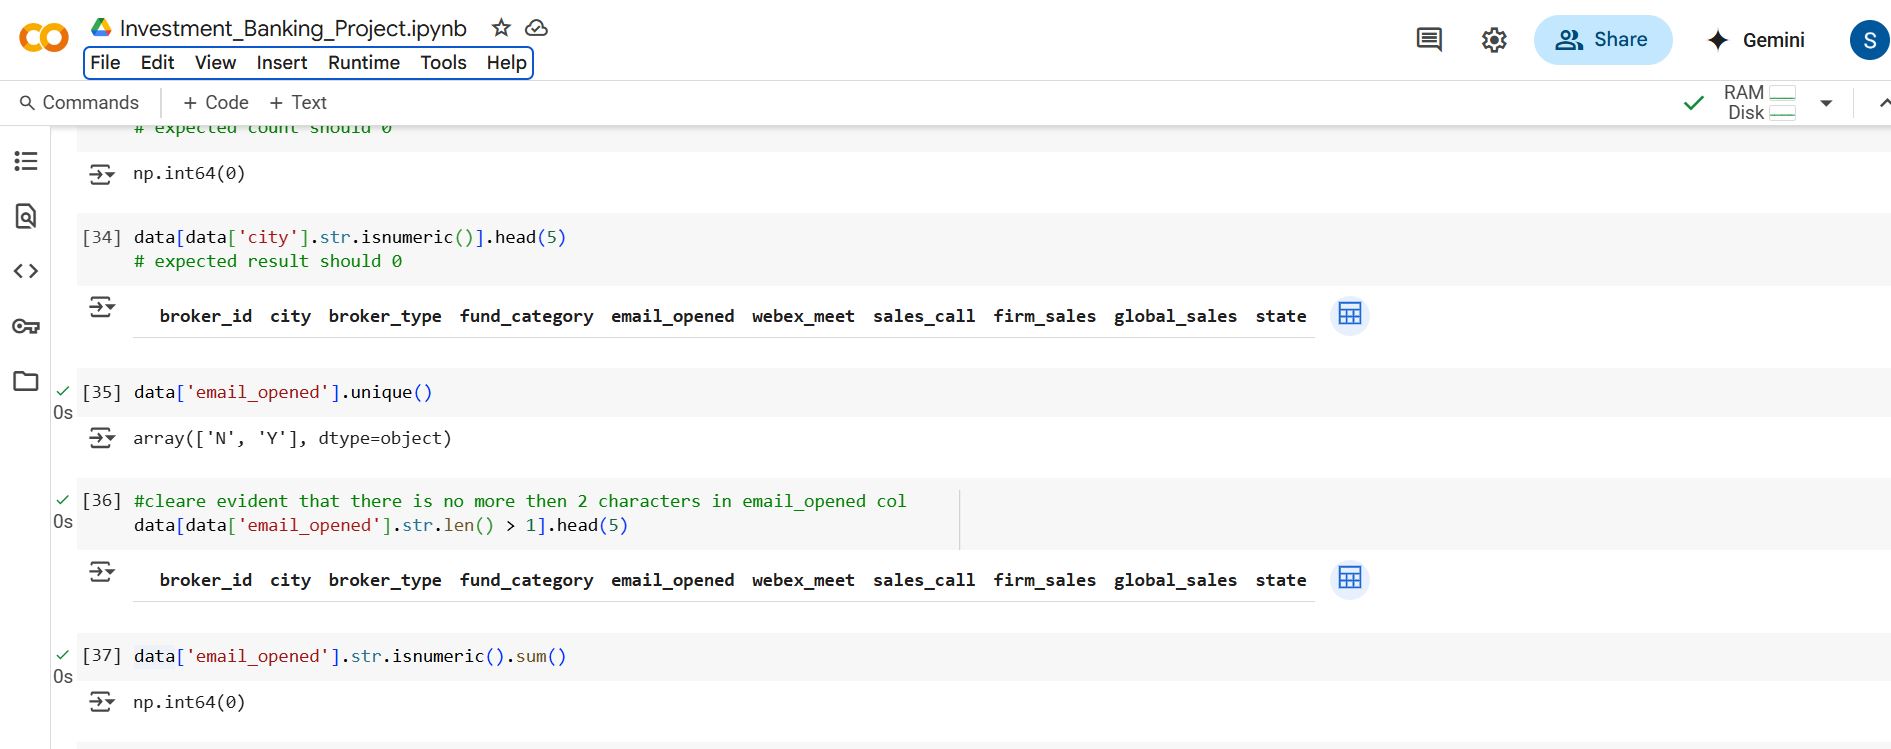 Investment_Banking_Project.ipynb
File Edit View Insert Runtime Tools Help
Share
Gemini
S
Commands + Code + Text
RAM
Disk
# expected count should 0
np.int64(0)
[34] data[data['city'].str.isnumeric()].head(5)
# expected result should 0
broker_id city broker_type fund_category email_opened webex_meet sales_call firm_sales global_sales state
[35] data['email_opened'].unique()
0s
array(['N', 'Y'], dtype=object)
[36] #cleare evident that there is no more then 2 characters in email_opened col
0s data[data['email_opened'].str.len() > 1].head(5)
broker_id city broker_type fund_category email_opened webex_meet sales_call firm_sales global_sales state
[37] data['email_opened'].str.isnumeric().sum()
0s
np.int64(0)